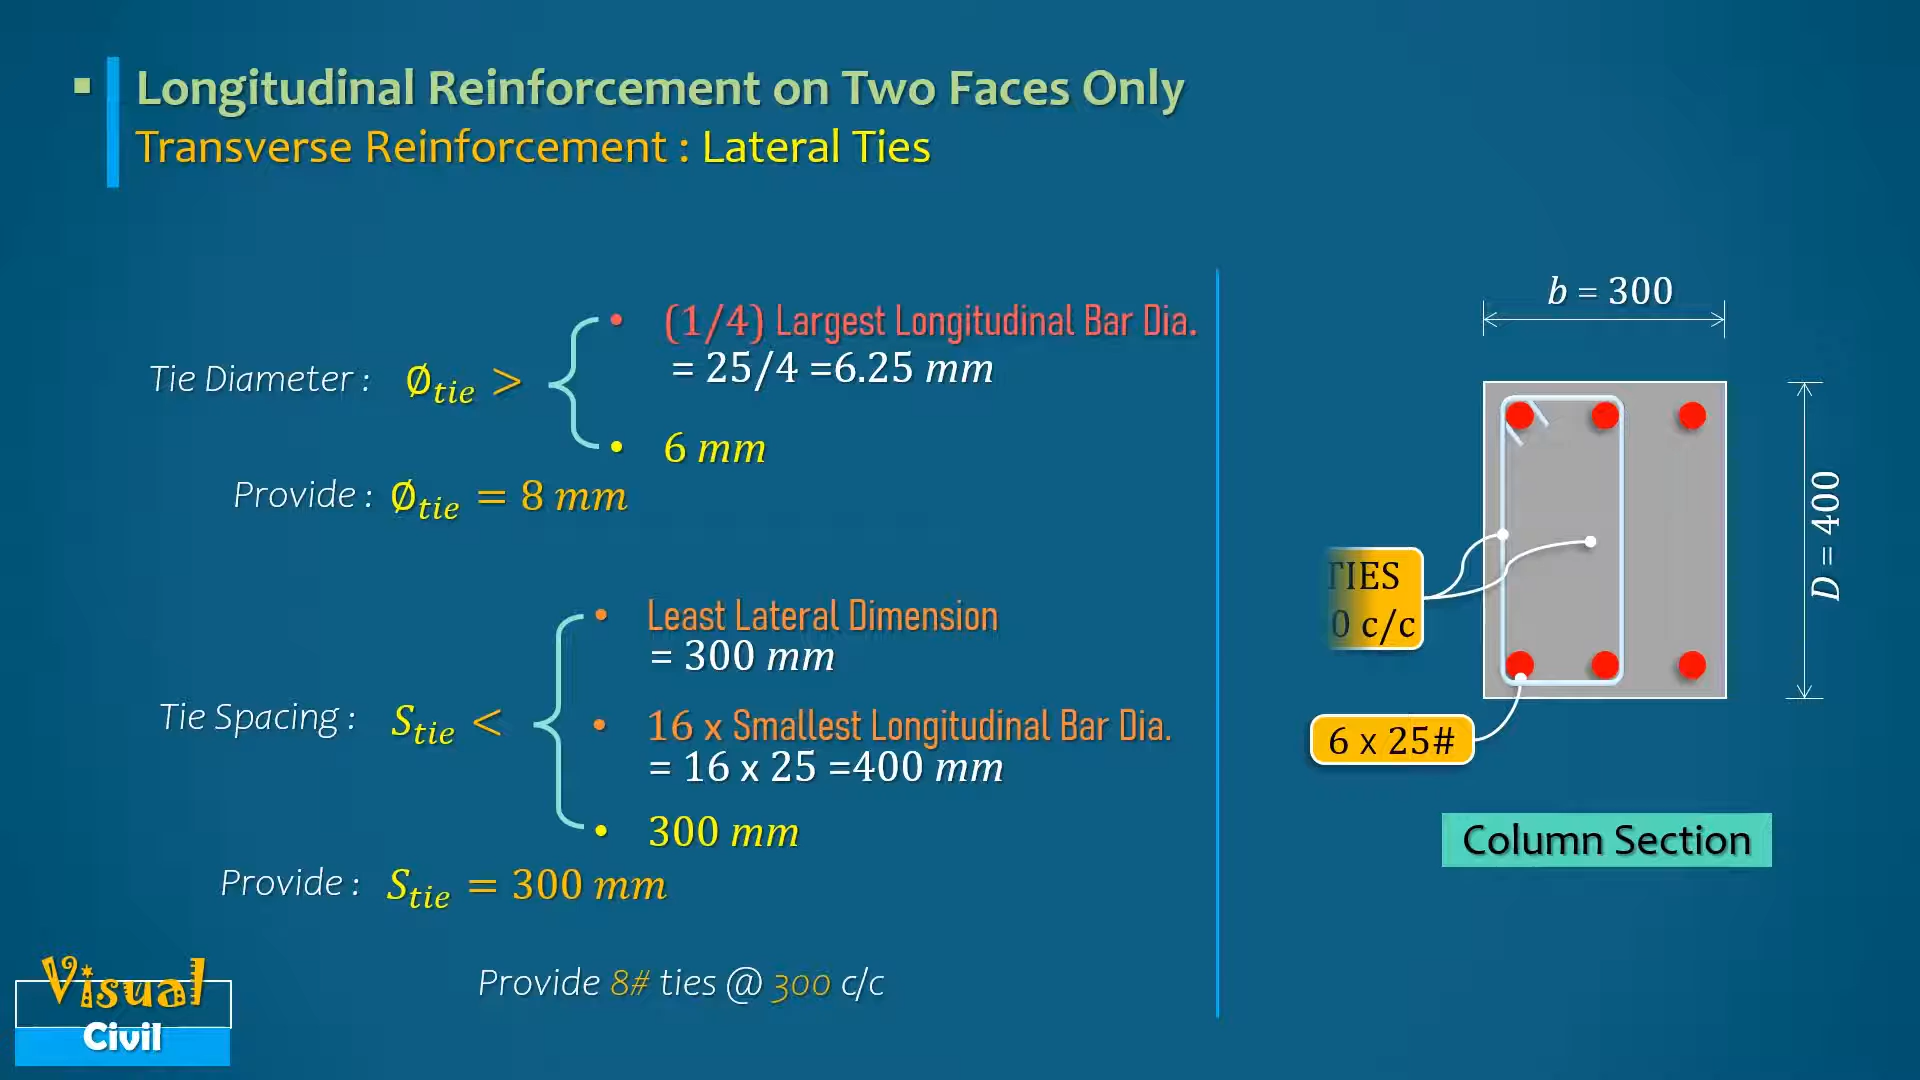 ▪ Longitudinal Reinforcement on Two Faces Only
Transverse Reinforcement : Lateral Ties
Tie Diameter : Ø_tie >
• (1/4) Largest Longitudinal Bar Dia.
= 25/4 =6.25 mm
• 6 mm
Provide : Ø_tie = 8 mm
Tie Spacing : S_tie <
• Least Lateral Dimension
= 300 mm
• 16 x Smallest Longitudinal Bar Dia.
= 16 x 25 =400 mm
• 300 mm
Provide : S_tie = 300 mm
Provide 8# ties @ 300 c/c
b = 300
D = 400
TIES
0 c/c
6 x 25#
Column Section
Visual
Civil